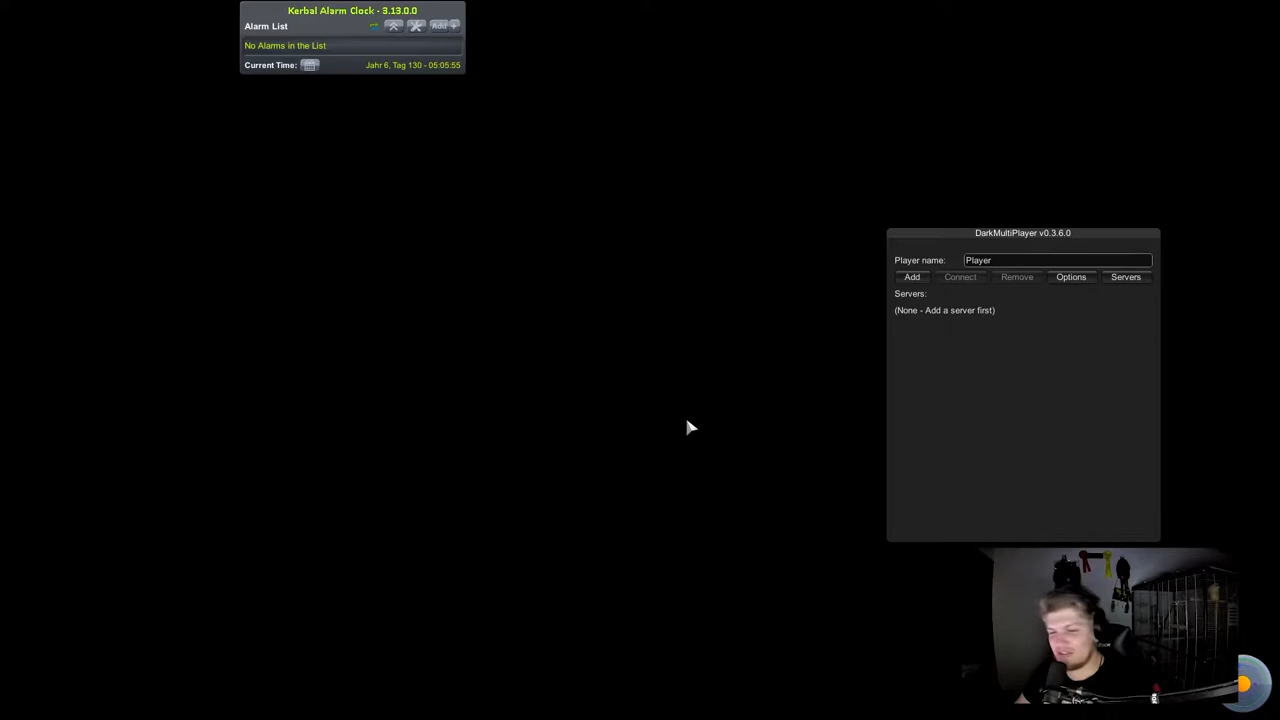 Kerbal Alarm Clock - 3.13.0.0
Alarm List
Add +
No Alarms in the List
Current Time:
Jahr 6, Tag 130 - 05:05:55
DarkMultiPlayer v0.3.6.0
Player name:
Player
Add
Connect
Remove
Options
Servers
Servers:
(None - Add a server first)